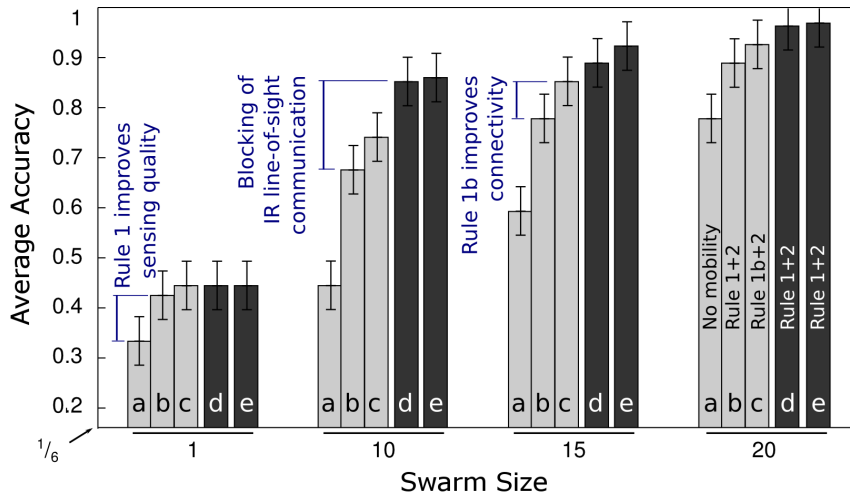 1
0.9
0.8
0.7
0.6
0.5
0.4
0.3
0.2
1/6
Average Accuracy
Rule 1 improves
sensing quality
Blocking of
IR line-of-sight
communication
Rule 1b improves
connectivity
No mobility
Rule 1+2
Rule 1b+2
Rule 1+2
Rule 1+2
a b c d e
a b c d e
a b c d e
a b c d e
1 10 15 20
Swarm Size